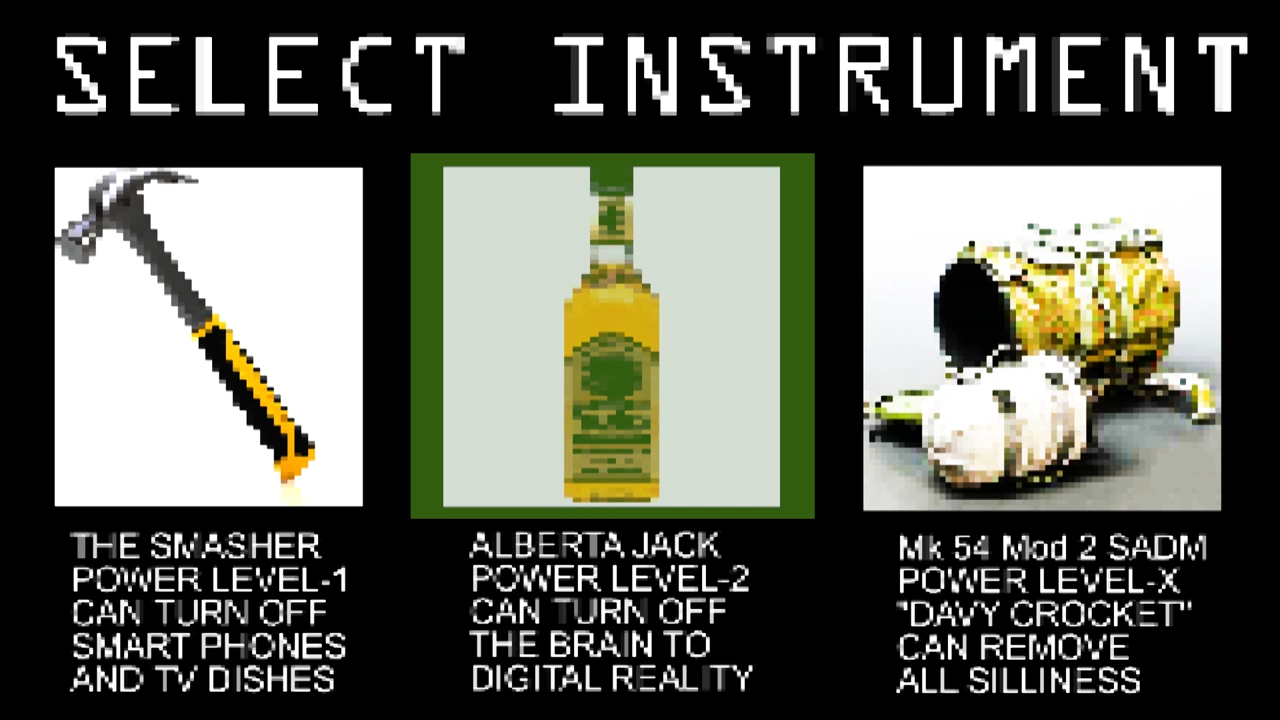 SELECT INSTRUMENT
THE SMASHER
POWER LEVEL-1
CAN TURN OFF
SMART PHONES
AND TV DISHES
ALBERTA JACK
POWER LEVEL-2
CAN TURN OFF
THE BRAIN TO
DIGITAL REALITY
Mk 54 Mod 2 SADM
POWER LEVEL-X
"DAVY CROCKET"
CAN REMOVE
ALL SILLINESS